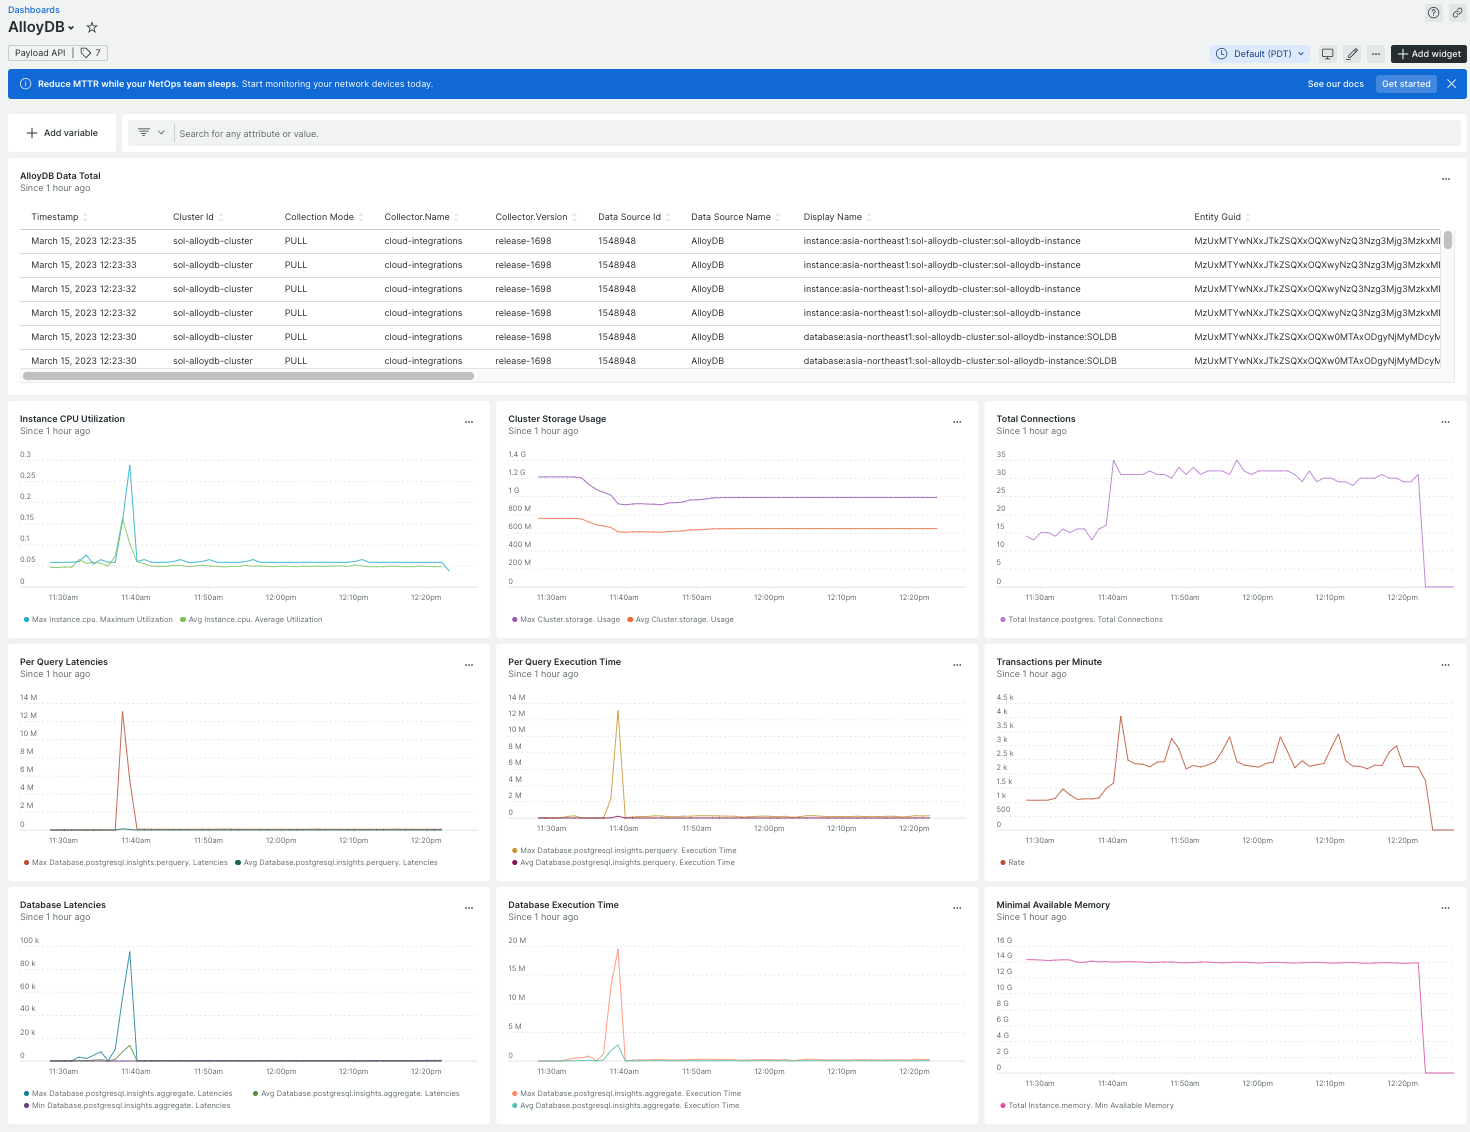 Dashboards
AlloyDB
Payload API | 7
Default (PDT)
Add widget
Reduce MTTR while your NetOps team sleeps. Start monitoring your network devices today.
See our docs
Get started
Add variable
Search for any attribute or value.
AlloyDB Data Total
Since 1 hour ago
Timestamp Cluster Id Collection Mode Collector.Name Collector.Version Data Source Id Data Source Name Display Name Entity Guid
March 15, 2023 12:23:35 sol-alloydb-cluster PULL cloud-integrations release-1698 1548948 AlloyDB instance:asia-northeast1:sol-alloydb-cluster:sol-alloydb-instance
March 15, 2023 12:23:33 sol-alloydb-cluster PULL cloud-integrations release-1698 1548948 AlloyDB instance:asia-northeast1:sol-alloydb-cluster:sol-alloydb-instance
March 15, 2023 12:23:32 sol-alloydb-cluster PULL cloud-integrations release-1698 1548948 AlloyDB instance:asia-northeast1:sol-alloydb-cluster:sol-alloydb-instance
March 15, 2023 12:23:32 sol-alloydb-cluster PULL cloud-integrations release-1698 1548948 AlloyDB instance:asia-northeast1:sol-alloydb-cluster:sol-alloydb-instance
March 15, 2023 12:23:30 sol-alloydb-cluster PULL cloud-integrations release-1698 1548948 AlloyDB database:asia-northeast1:sol-alloydb-cluster:sol-alloydb-instance:SOLDB
March 15, 2023 12:23:30 sol-alloydb-cluster PULL cloud-integrations release-1698 1548948 AlloyDB database:asia-northeast1:sol-alloydb-cluster:sol-alloydb-instance:SOLDB
Instance CPU Utilization
Since 1 hour ago
0.3
0.25
0.2
0.15
0.1
0.05
0
11:30am 11:40am 11:50am 12:00pm 12:10pm 12:20pm
Max Instance.cpu. Maximum Utilization Avg Instance.cpu. Average Utilization
Cluster Storage Usage
Since 1 hour ago
1.4 G
1.2 G
1 G
800 M
600 M
400 M
200 M
0
11:30am 11:40am 11:50am 12:00pm 12:10pm 12:20pm
Max Cluster.storage. Usage Avg Cluster.storage. Usage
Total Connections
Since 1 hour ago
35
30
25
20
15
10
5
0
11:30am 11:40am 11:50am 12:00pm 12:10pm 12:20pm
Total Instance.postgres. Total Connections
Per Query Latencies
Since 1 hour ago
14 M
12 M
10 M
8 M
6 M
4 M
2 M
0
11:30am 11:40am 11:50am 12:00pm 12:10pm 12:20pm
Max Database.postgresql.insights.perquery. Latencies Avg Database.postgresql.insights.perquery. Latencies
Per Query Execution Time
Since 1 hour ago
14 M
12 M
10 M
8 M
6 M
4 M
2 M
0
11:30am 11:40am 11:50am 12:00pm 12:10pm 12:20pm
Max Database.postgresql.insights.perquery. Execution Time
Avg Database.postgresql.insights.perquery. Execution Time
Transactions per Minute
Since 1 hour ago
4.5 k
4 k
3.5 k
3 k
2.5 k
2 k
1.5 k
1 k
500
0
11:30am 11:40am 11:50am 12:00pm 12:10pm 12:20pm
Rate
Database Latencies
Since 1 hour ago
100 k
80 k
60 k
40 k
20 k
0
11:30am 11:40am 11:50am 12:00pm 12:10pm 12:20pm
Max Database.postgresql.insights.aggregate. Latencies Avg Database.postgresql.insights.aggregate. Latencies
Min Database.postgresql.insights.aggregate. Latencies
Database Execution Time
Since 1 hour ago
20 M
15 M
10 M
5 M
0
11:30am 11:40am 11:50am 12:00pm 12:10pm 12:20pm
Max Database.postgresql.insights.aggregate. Execution Time
Avg Database.postgresql.insights.aggregate. Execution Time
Minimal Available Memory
Since 1 hour ago
16 G
14 G
12 G
10 G
8 G
6 G
4 G
2 G
0
11:30am 11:40am 11:50am 12:00pm 12:10pm 12:20pm
Total Instance.memory. Min Available Memory